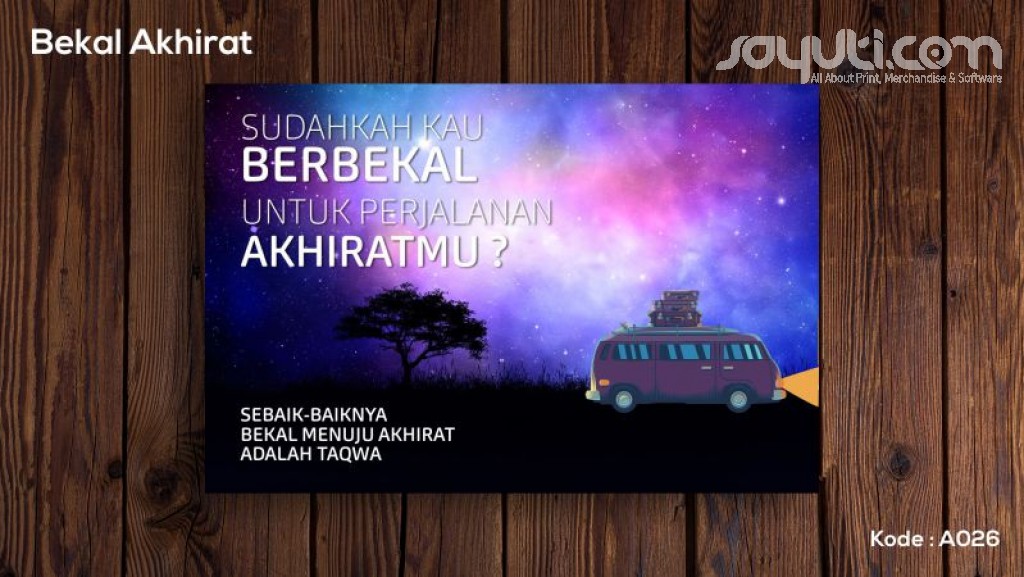 Bekal Akhirat
sayuti.com
All About Print, Merchandise & Software
SUDAHKAH KAU
BERBEKAL
UNTUK PERJALANAN
AKHIRATMU ?
SEBAIK-BAIKNYA
BEKAL MENUJU AKHIRAT
ADALAH TAQWA
Kode : A026